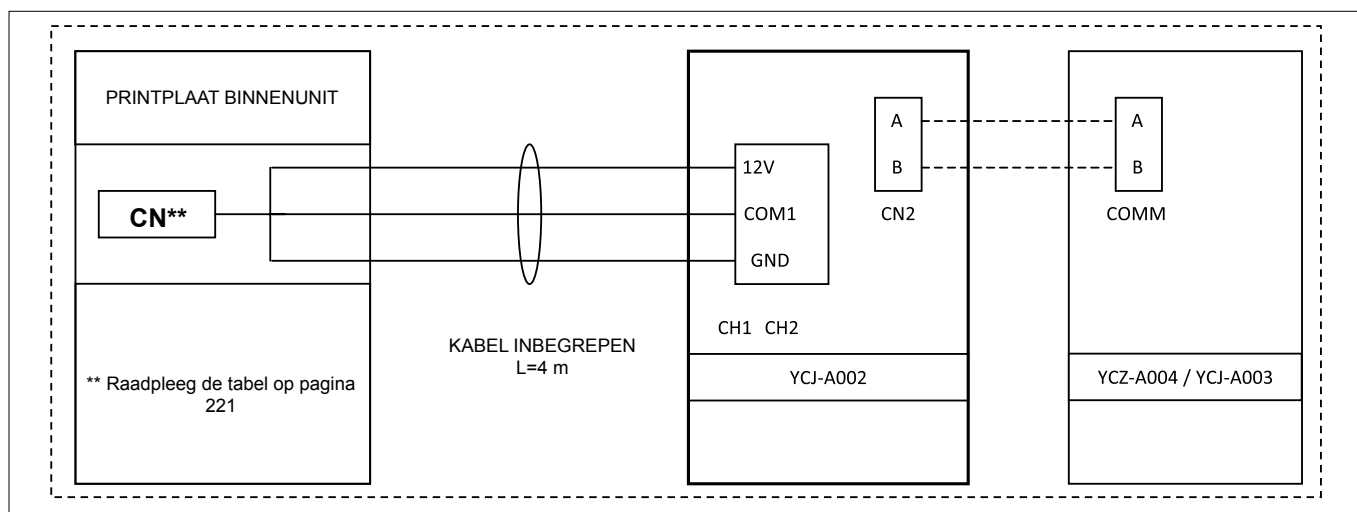 PRINTPLAAT BINNENUNIT
CN**
** Raadpleeg de tabel op pagina
221
KABEL INBEGREPEN
L=4 m
12V
COM1
GND
A
B
CN2
CH1 CH2
YCJ-A002
A
B
COMM
YCZ-A004 / YCJ-A003